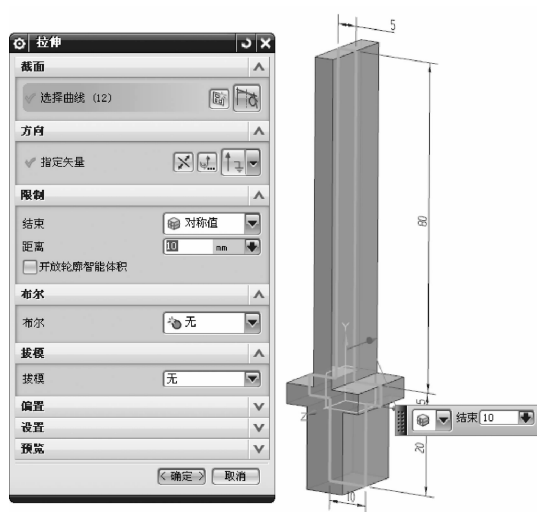 拉伸
截面
选择曲线 (12)
方向
指定矢量
限制
结束
对称值
距离
10 mm
开放轮廓智能体积
布尔
布尔
无
拔模
拔模
无
偏置
设置
预览
< 确定 >
取消
5
80
Y
Z
5
结束 10
20
10